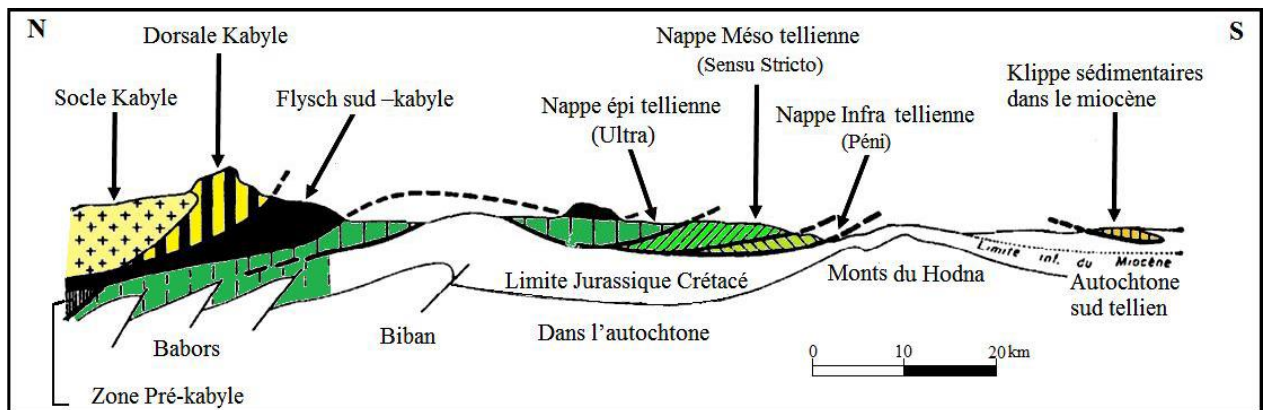 N
S
Dorsale Kabyle
Nappe Méso tellienne
(Sensu Stricto)
Klippe sédimentaires
dans le miocène
Socle Kabyle
Flysch sud –kabyle
Nappe épi tellienne
(Ultra)
Nappe Infra tellienne
(Péni)
Limite inf. du Miocène
Limite Jurassique Crétacé
Monts du Hodna
Autochtone
sud tellien
Biban
Dans l’autochtone
Babors
0 10 20 km
Zone Pré-kabyle